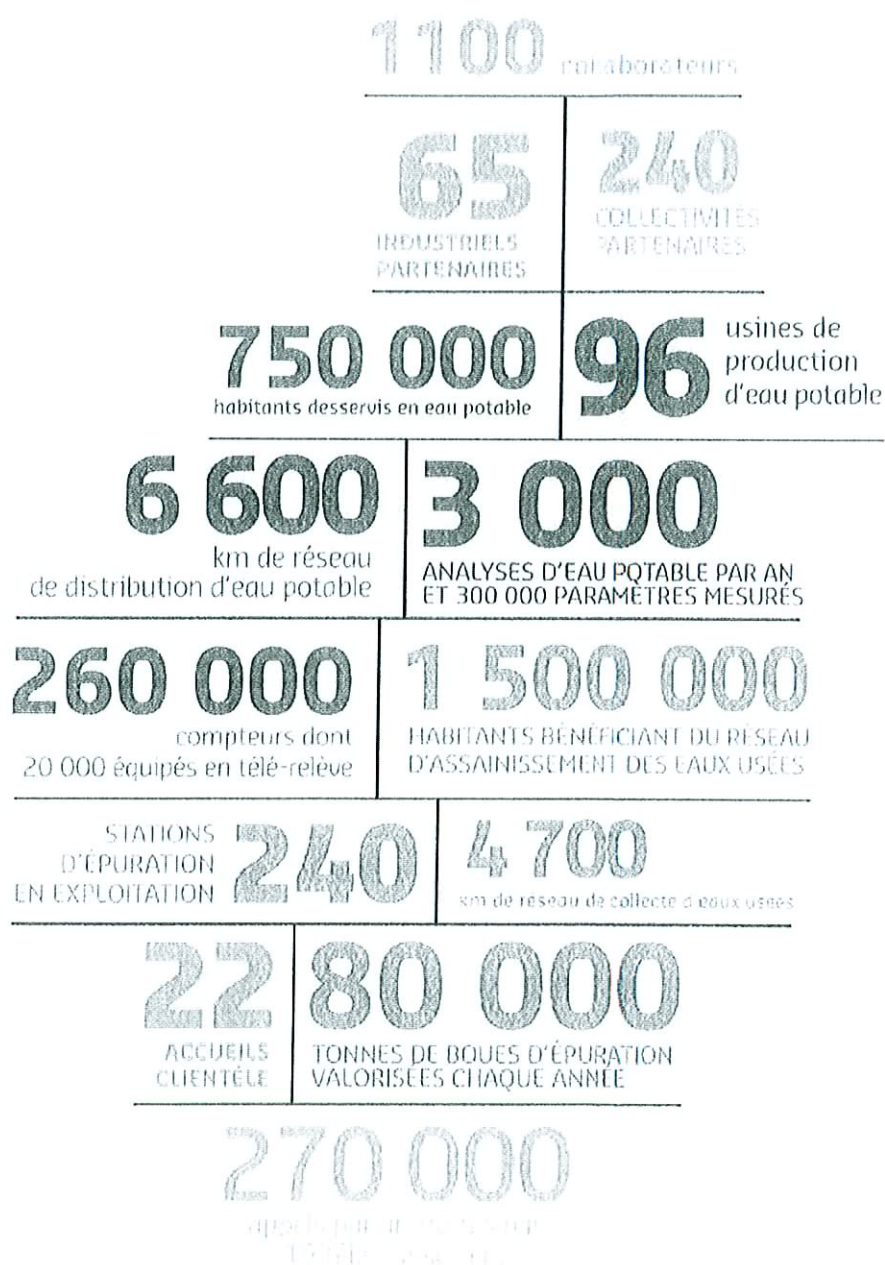 1100 collaborateurs
65
INDUSTRIELS
PARTENAIRES
240
COLLECTIVITÉS
PARTENAIRES
750 000
habitants desservis en eau potable
96
usines de
production
d'eau potable
6 600
km de réseau
de distribution d'eau potable
3 000
ANALYSES D'EAU POTABLE PAR AN
ET 300 000 PARAMÈTRES MESURÉS
260 000
compteurs dont
20 000 équipés en télé-relève
1 500 000
HABITANTS BÉNÉFICIANT DU RÉSEAU
D'ASSAINISSEMENT DES EAUX USÉES
STATIONS
D'ÉPURATION
EN EXPLOITATION
240
4 700
km de réseau de collecte d'eaux usées
22
ACCUEILS
CLIENTÈLE
80 000
TONNES DE BOUES D'ÉPURATION
VALORISÉES CHAQUE ANNÉE
270 000